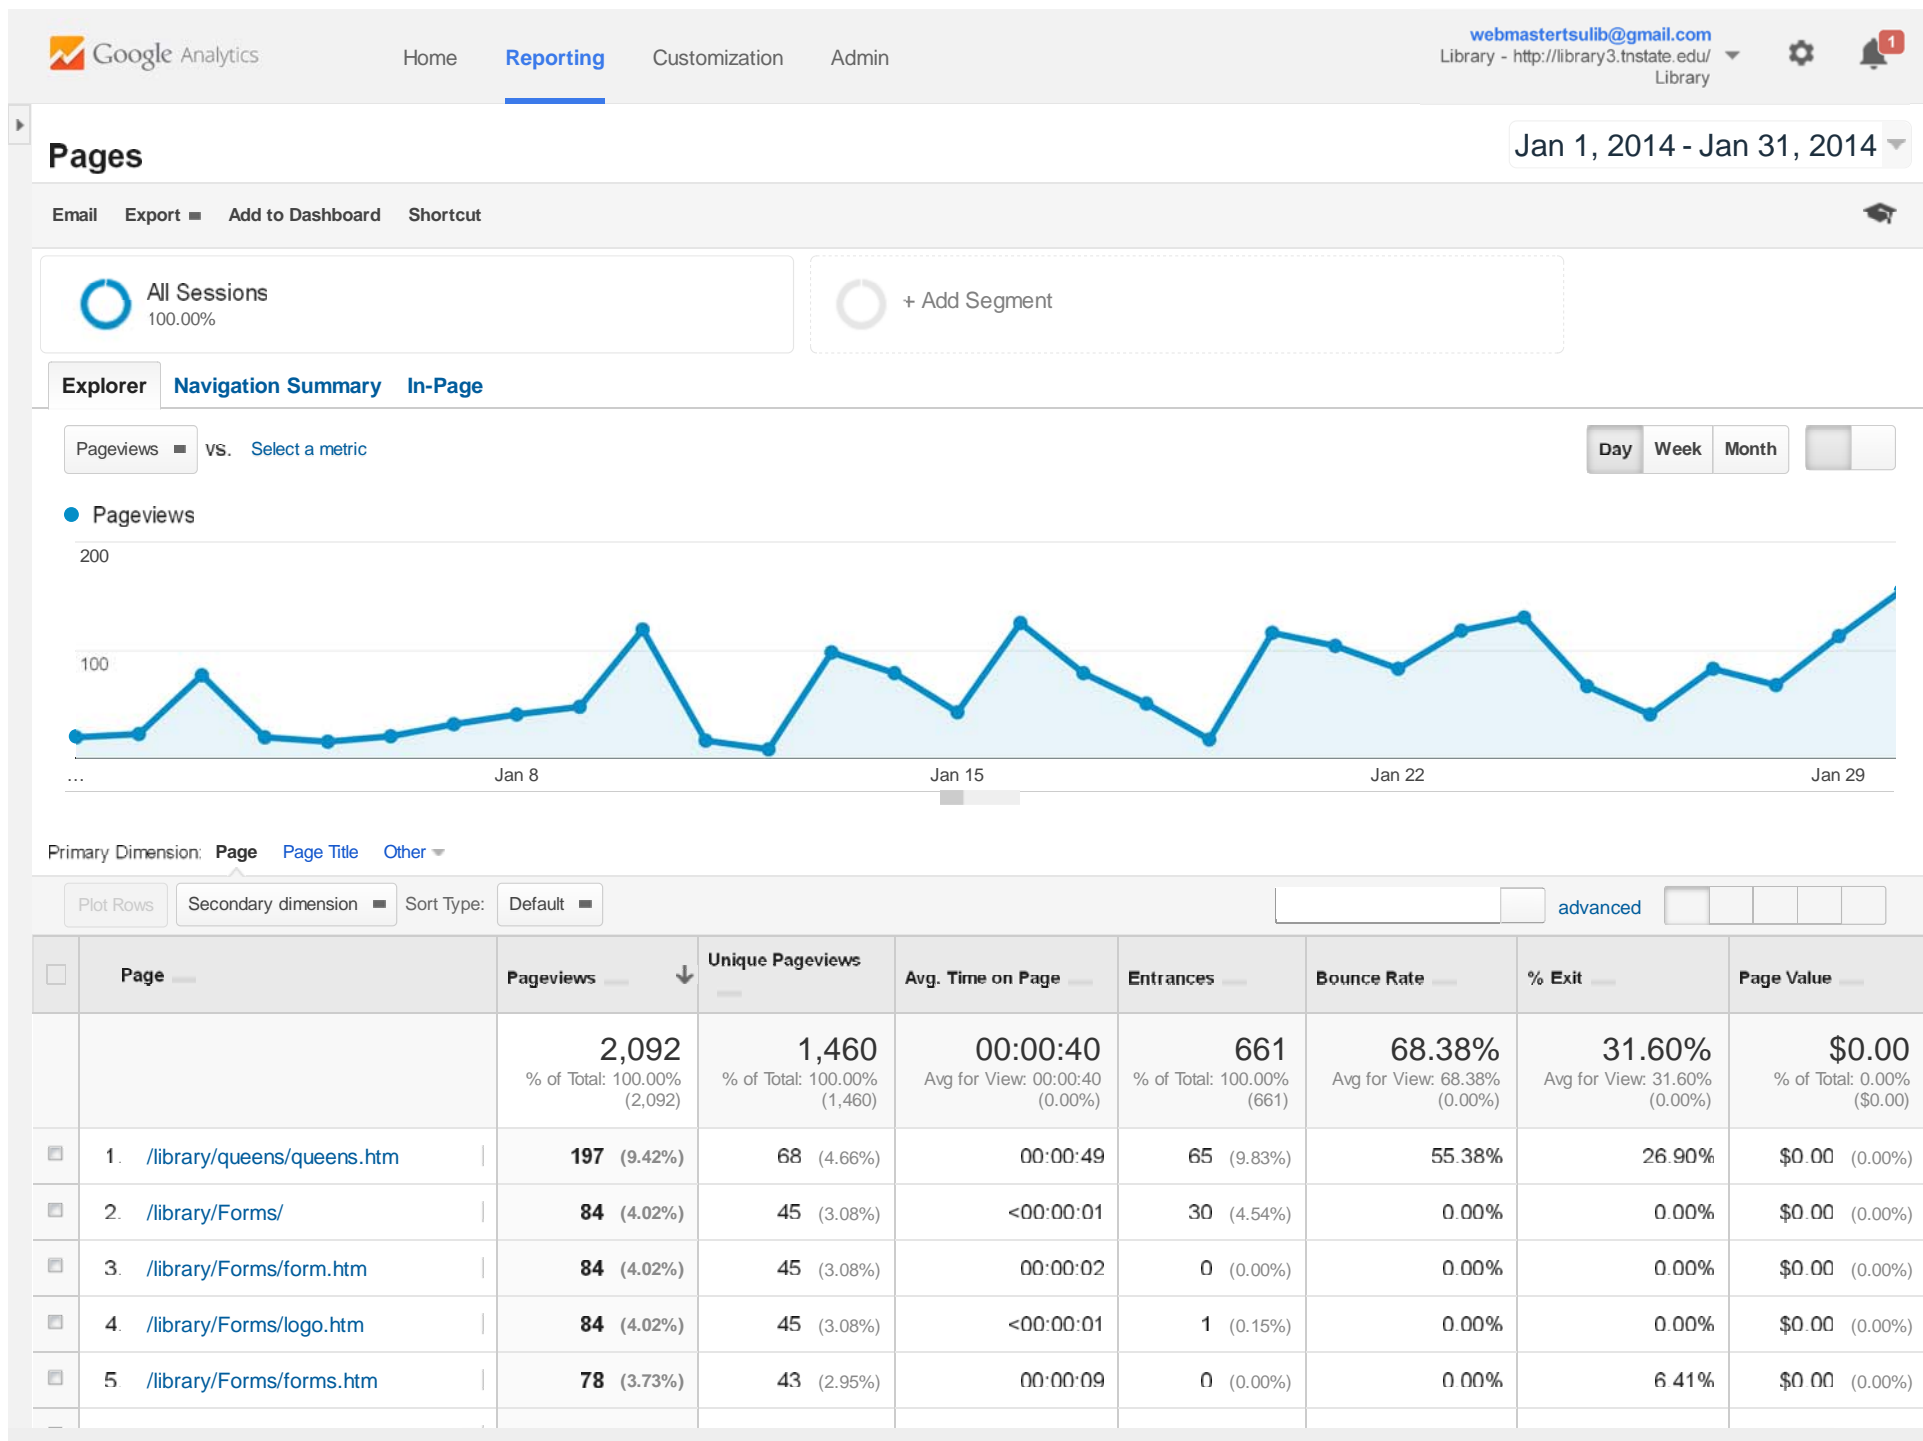 Google Analytics
Home Reporting Customization Admin
webmastertsulib@gmail.com
Library - http://library3.tnstate.edu/
Library
1
Pages
Jan 1, 2014 - Jan 31, 2014
Email Export Add to Dashboard Shortcut
All Sessions
100.00%
+ Add Segment
Explorer Navigation Summary In-Page
Pageviews VS. Select a metric
Day Week Month
Pageviews
200
100
... Jan 8 Jan 15 Jan 22 Jan 29
Primary Dimension: Page Page Title Other
Plot Rows Secondary dimension Sort Type: Default advanced
Page Pageviews Unique Pageviews Avg. Time on Page Entrances Bounce Rate % Exit Page Value
2,092 1,460 00:00:40 661 68.38% 31.60% $0.00
% of Total: 100.00% % of Total: 100.00% Avg for View: 00:00:40 % of Total: 100.00% Avg for View: 68.38% Avg for View: 31.60% % of Total: 0.00%
(2,092) (1,460) (0.00%) (661) (0.00%) (0.00%) ($0.00)
1. /library/queens/queens.htm 197 (9.42%) 68 (4.66%) 00:00:49 65 (9.83%) 55.38% 26.90% $0.00 (0.00%)
2. /library/Forms/ 84 (4.02%) 45 (3.08%) <00:00:01 30 (4.54%) 0.00% 0.00% $0.00 (0.00%)
3. /library/Forms/form.htm 84 (4.02%) 45 (3.08%) 00:00:02 0 (0.00%) 0.00% 0.00% $0.00 (0.00%)
4. /library/Forms/logo.htm 84 (4.02%) 45 (3.08%) <00:00:01 1 (0.15%) 0.00% 0.00% $0.00 (0.00%)
5. /library/Forms/forms.htm 78 (3.73%) 43 (2.95%) 00:00:09 0 (0.00%) 0.00% 6.41% $0.00 (0.00%)